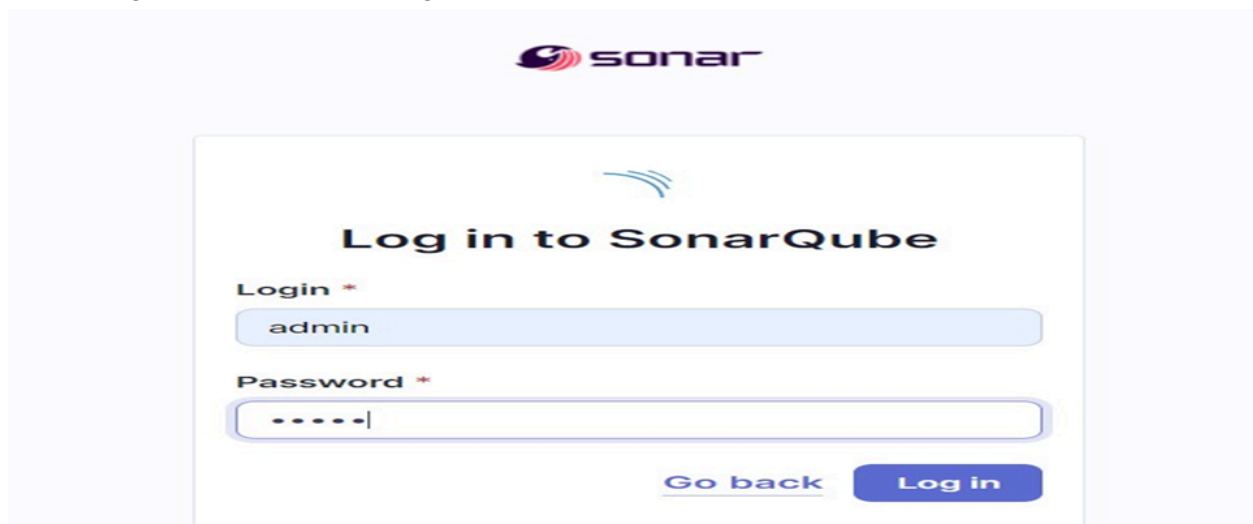 sonar
Log in to SonarQube
Login *
admin
Password *
•••••
Go back Log in